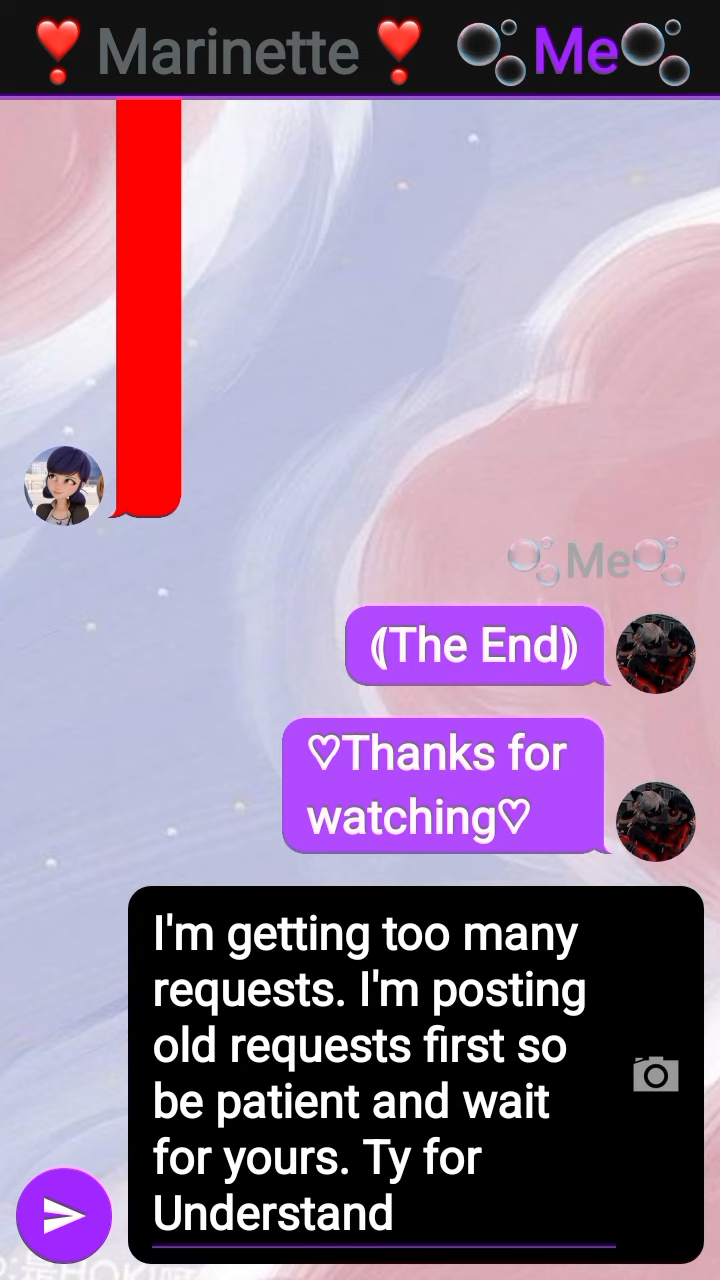 ❣️ Marinette ❣️ 🫧Me🫧
🫧Me🫧
⦅The End⦆
♡Thanks for
watching♡
I'm getting too many
requests. I'm posting
old requests first so
be patient and wait
for yours. Ty for
Understand